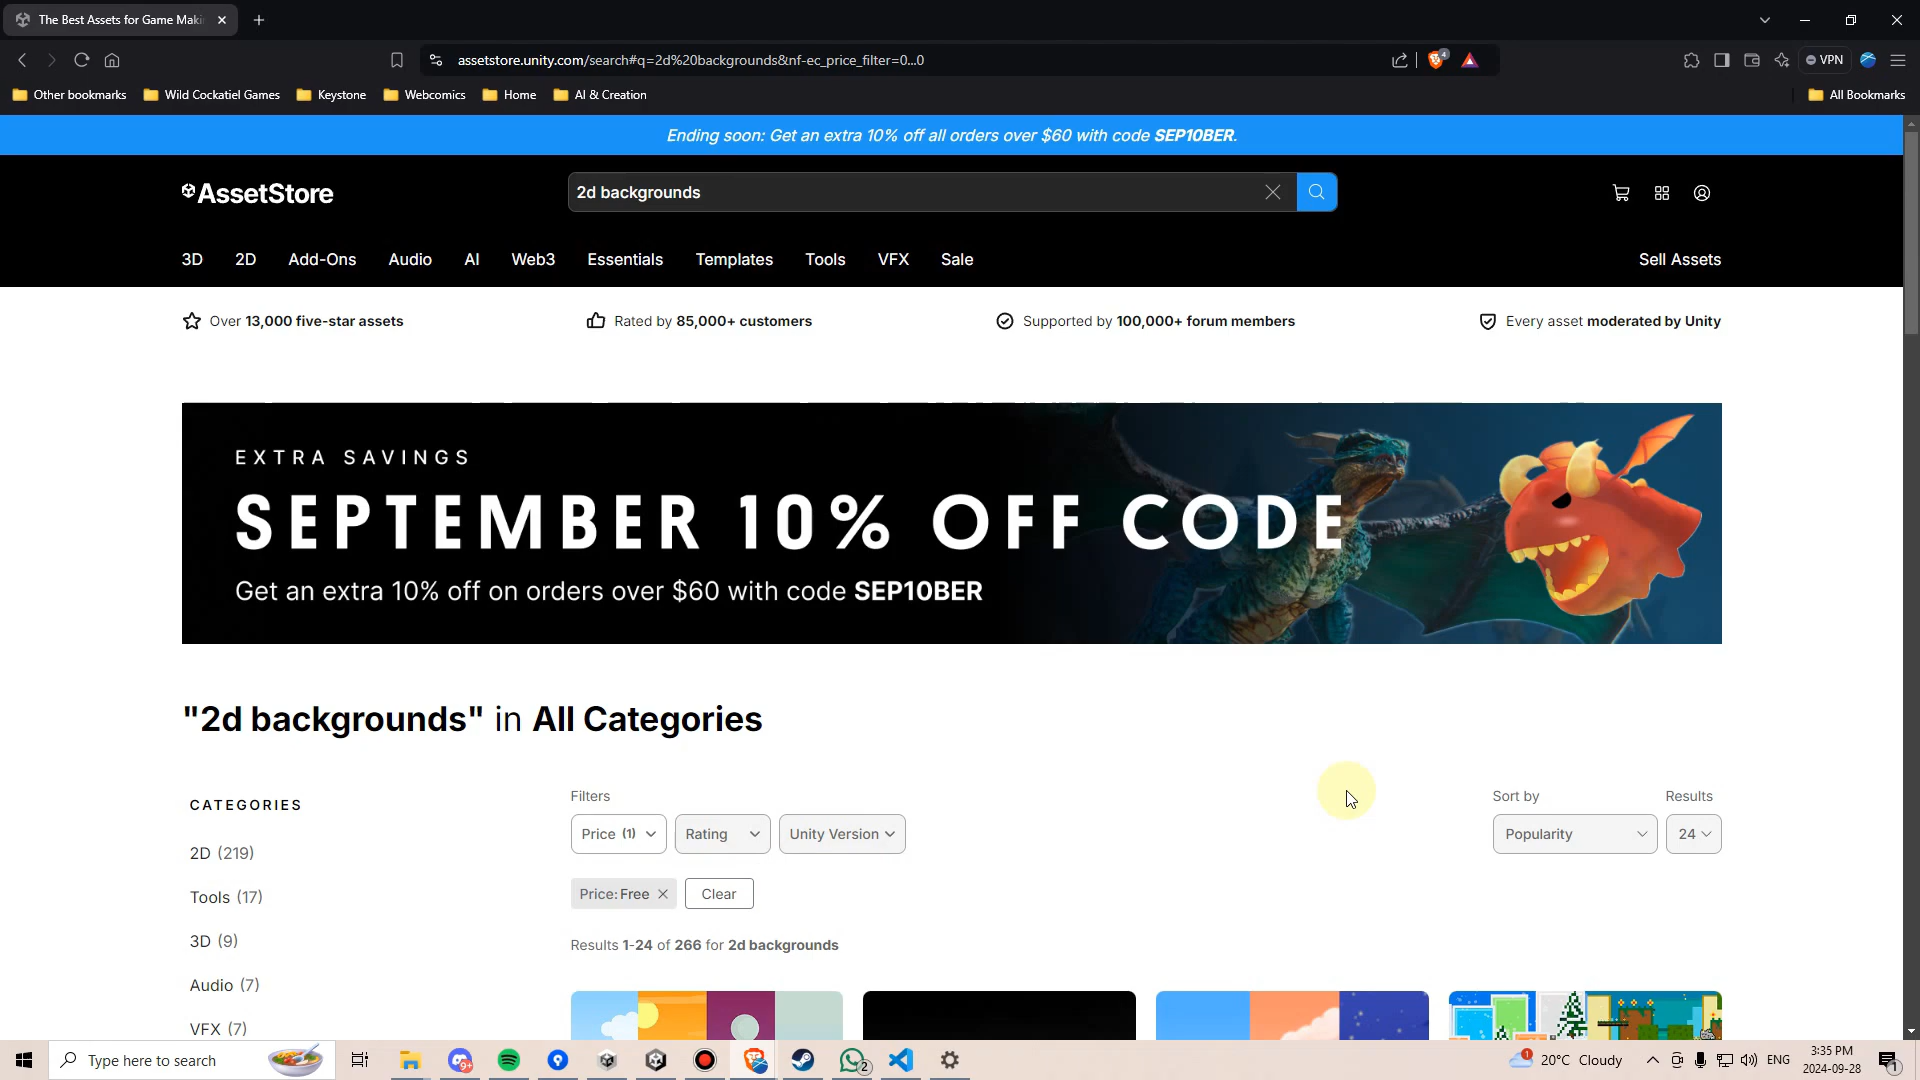 The Best Assets for Game Maki
assetstore.unity.com/search#q=2d%20backgrounds&nf-ec_price_filter=0...0
4
VPN
Other bookmarks
Wild Cockatiel Games
Keystone
Webcomics
Home
AI & Creation
All Bookmarks
Ending soon: Get an extra 10% off all orders over $60 with code SEP10BER.
AssetStore
2d backgrounds
3D
2D
Add-Ons
Audio
AI
Web3
Essentials
Templates
Tools
VFX
Sale
Sell Assets
Over 13,000 five-star assets
Rated by 85,000+ customers
Supported by 100,000+ forum members
Every asset moderated by Unity
EXTRA SAVINGS
SEPTEMBER 10% OFF CODE
Get an extra 10% off on orders over $60 with code SEP10BER
"2d backgrounds" in All Categories
CATEGORIES
2D (219)
Tools (17)
3D (9)
Audio (7)
VFX (7)
Filters
Price (1)
Rating
Unity Version
Sort by
Popularity
Results
24
Price: Free
Clear
Results 1-24 of 266 for 2d backgrounds
Type here to search
9+
2
1
20°C Cloudy
ENG
3:35 PM
2024-09-28
1